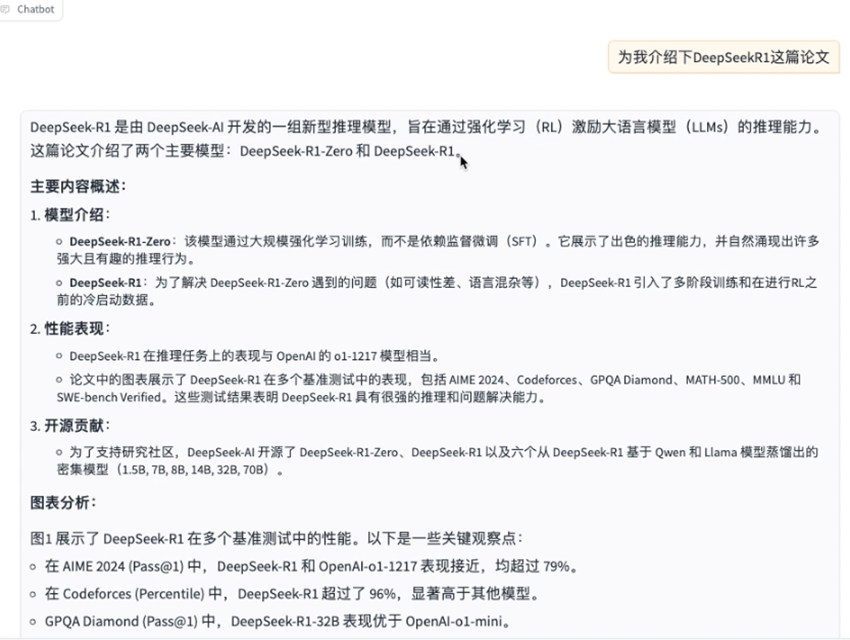 Chatbot
为我介绍下DeepSeekR1这篇论文
DeepSeek-R1 是由 DeepSeek-AI 开发的一组新型推理模型，旨在通过强化学习（RL）激励大语言模型（LLMs）的推理能力。
这篇论文介绍了两个主要模型：DeepSeek-R1-Zero 和 DeepSeek-R1。
主要内容概述：
1. 模型介绍：
DeepSeek-R1-Zero：该模型通过大规模强化学习训练，而不是依赖监督微调（SFT）。它展示了出色的推理能力，并自然涌现出许多
强大且有趣的推理行为。
DeepSeek-R1：为了解决 DeepSeek-R1-Zero 遇到的问题（如可读性差、语言混杂等），DeepSeek-R1 引入了多阶段训练和在进行RL之
前的冷启动数据。
2. 性能表现：
DeepSeek-R1 在推理任务上的表现与 OpenAI 的 o1-1217 模型相当。
论文中的图表展示了 DeepSeek-R1 在多个基准测试中的表现，包括 AIME 2024、Codeforces、GPQA Diamond、MATH-500、MMLU 和
SWE-bench Verified。这些测试结果表明 DeepSeek-R1 具有很强的推理和问题解决能力。
3. 开源贡献：
为了支持研究社区，DeepSeek-AI 开源了 DeepSeek-R1-Zero、DeepSeek-R1 以及六个从 DeepSeek-R1 基于 Qwen 和 Llama 模型蒸馏出的
密集模型（1.5B, 7B, 8B, 14B, 32B, 70B）。
图表分析：
图1 展示了 DeepSeek-R1 在多个基准测试中的性能。以下是一些关键观察点：
在 AIME 2024 (Pass@1) 中，DeepSeek-R1 和 OpenAI-o1-1217 表现接近，均超过 79%。
在 Codeforces (Percentile) 中，DeepSeek-R1 超过了 96%，显著高于其他模型。
GPQA Diamond (Pass@1) 中，DeepSeek-R1-32B 表现优于 OpenAI-o1-mini。